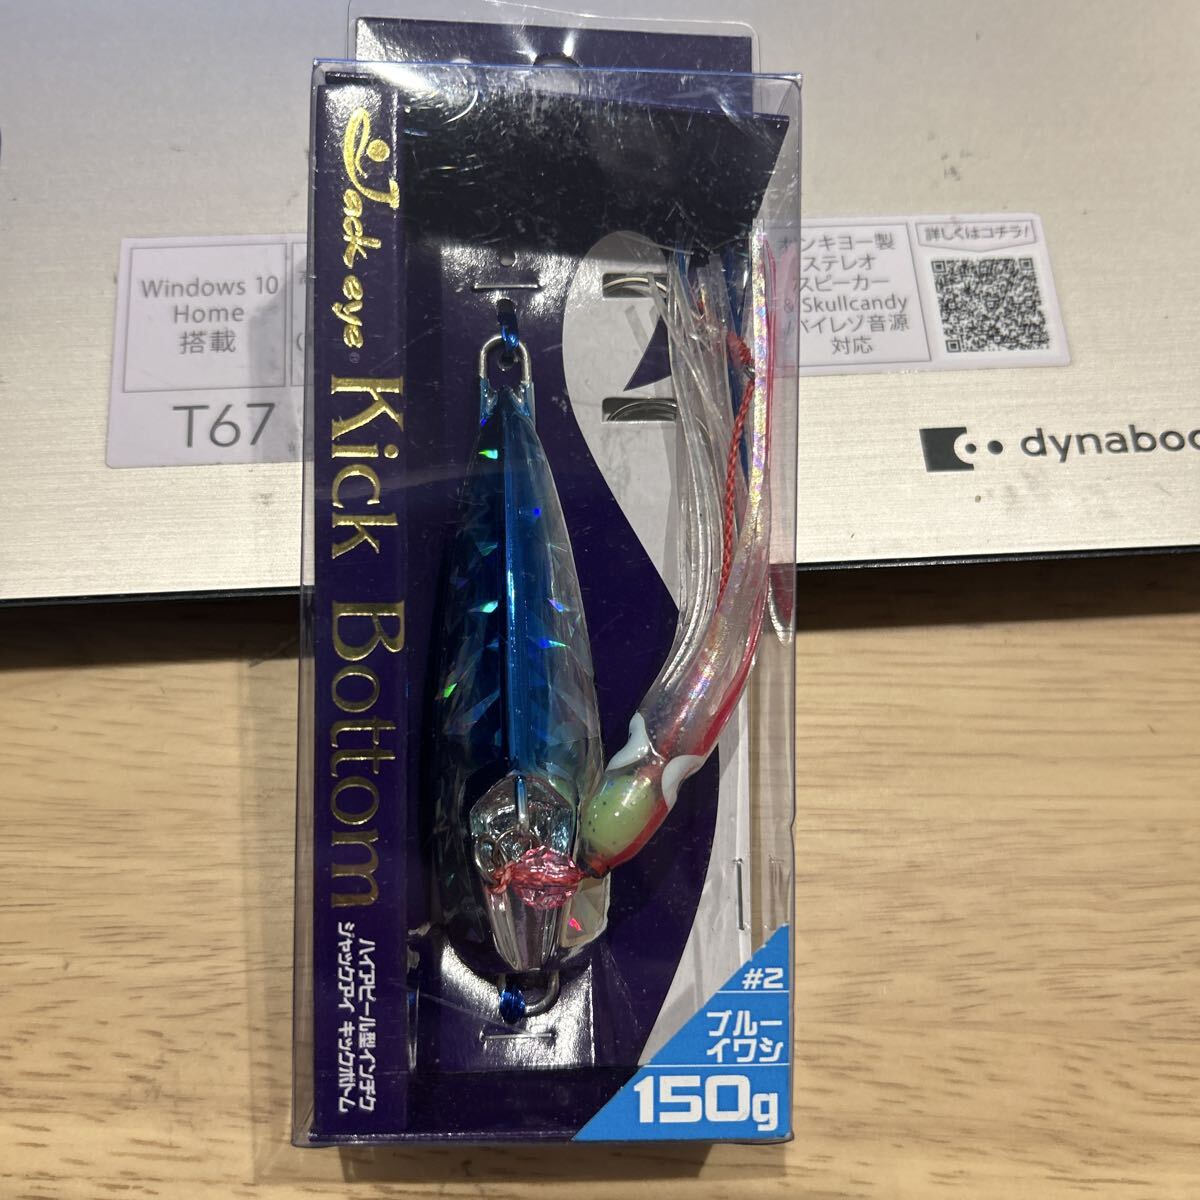 Jack eye®
Kick Bottom
ハイアピール型インチク
ジャックアイ キックボトム
#2
ブルー
イワシ
150g
Windows 10
Home
搭載
T67
オンキヨー製
ステレオ
スピーカー
& Skullcandy
ハイレゾ音源
対応
詳しくはコチラ!